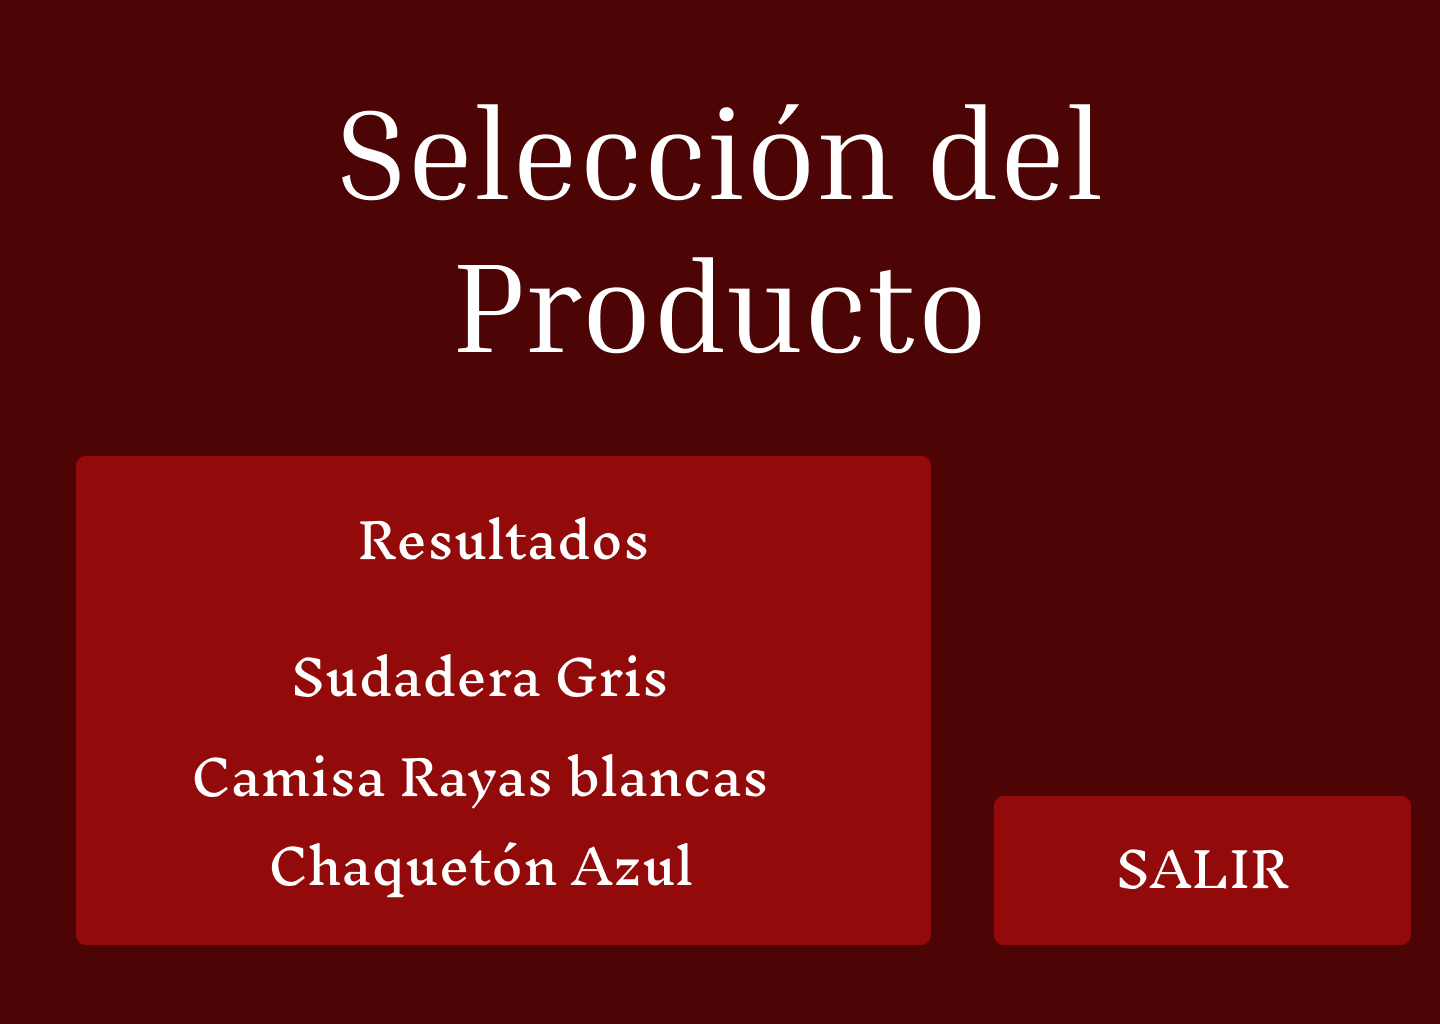 Selección del
Producto
Resultados
Sudadera Gris
Camisa Rayas blancas
Chaquetón Azul
SALIR